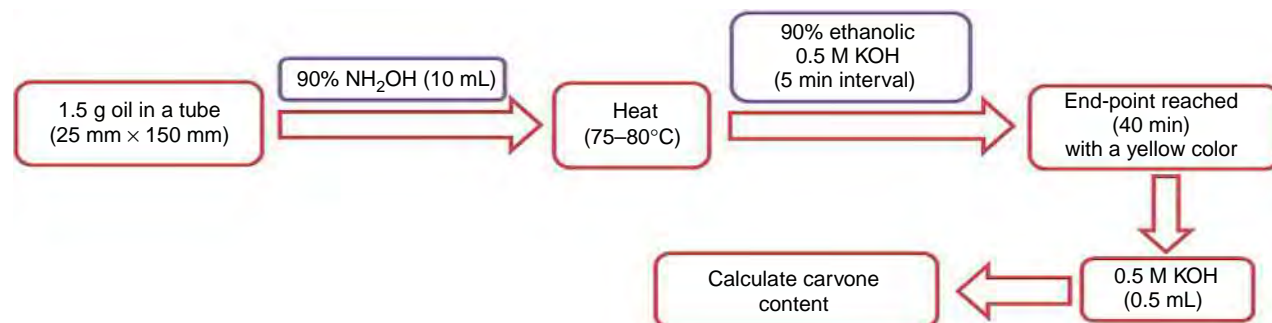 1.5 g oil in a tube
(25 mm × 150 mm)
90% NH₂OH (10 mL)
Heat
(75–80°C)
90% ethanolic
0.5 M KOH
(5 min interval)
End-point reached
(40 min)
with a yellow color
0.5 M KOH
(0.5 mL)
Calculate carvone
content